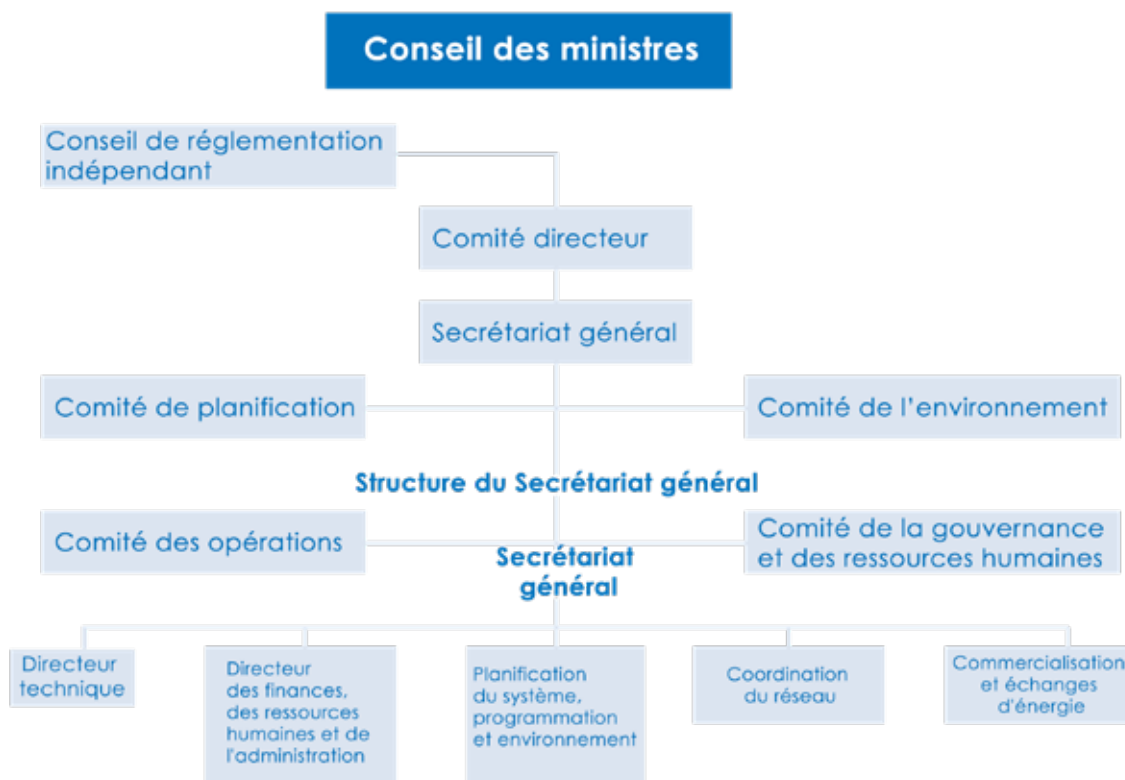 Conseil des ministres
Conseil de réglementation
indépendant
Comité directeur
Secrétariat général
Comité de planification
Comité de l'environnement
Structure du Secrétariat général
Comité des opérations
Comité de la gouvernance
et des ressources humaines
Secrétariat
général
Directeur
technique
Directeur
des finances,
des ressources
humaines et de
l'administration
Planification
du système,
programmation
et environnement
Coordination
du réseau
Commercialisation
et échanges
d'énergie